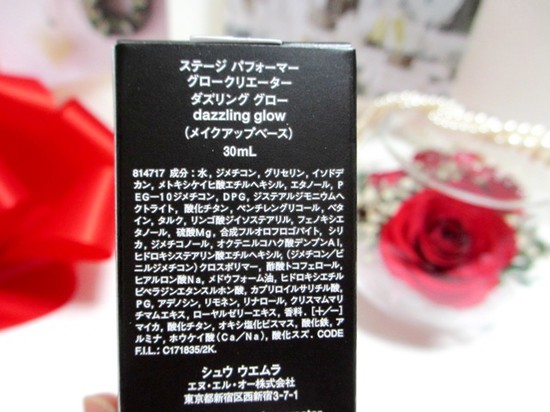 ステージ パフォーマー
グロークリエーター
ダズリング グロー
dazzling glow
(メイクアップベース)
30mL
814717 成分：水, ジメチコン, グリセリン, イソドデ
カン, メトキシケイヒ酸エチルヘキシル, エタノール, P
EG-10ジメチコン, DPG, ジステアルジモニウムヘ
クトライト, 酸化チタン, ペンチレングリコール, ベタ
イン, タルク, リンゴ酸ジイソステアリル, フェノキシエ
タノール, 硫酸Mg, 合成フルオロフロゴパイト, シリ
カ, ジメチコノール, オクテニルコハク酸デンプンAl,
ヒドロキシステアリン酸エチルヘキシル, (ジメチコン/ビ
ニルジメチコン)クロスポリマー, 酢酸トコフェロール,
ヒアルロン酸Na, メドウフォーム油, ヒドロキシエチル
ピペラジンエタンスルホン酸, カプリロイルサリチル酸,
PG, アデノシン, リモネン, リナロール, クリスマムマリ
チマムエキス, ローヤルゼリーエキス, 香料. [+/-]
マイカ, 酸化チタン, オキシ塩化ビスマス, 酸化鉄, ア
ルミナ, ホウケイ酸(Ca/Na), 酸化スズ. CODE
F.I.L.: C171835/2K.
シュウ ウエムラ
エヌ・エル・オー株式会社
東京都新宿区西新宿3-7-1